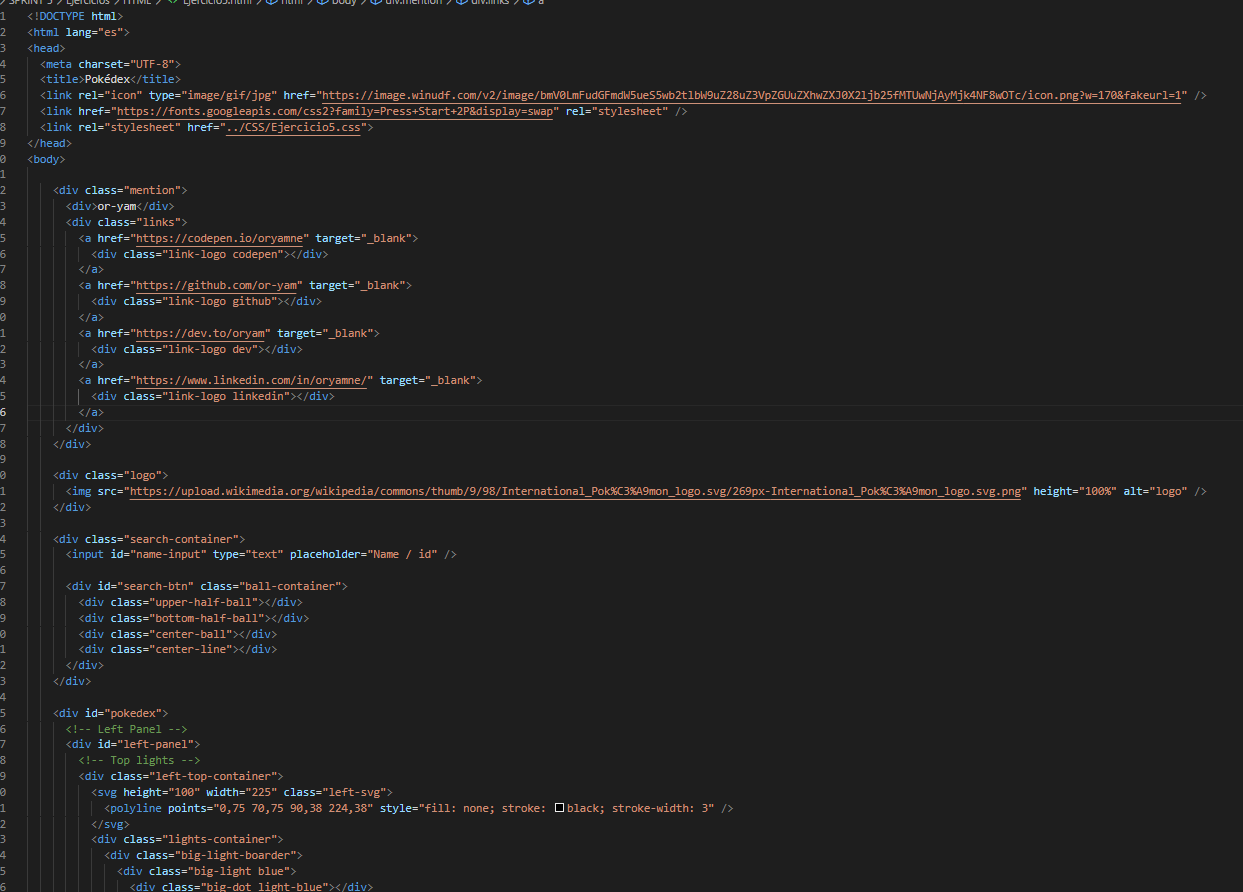 SPRINT 5 > Ejercicios > HTML > <> Ejercicio5.html > html > body > div.mention > div.links > a
1 <!DOCTYPE html>
2 <html lang="es">
3 <head>
4 <meta charset="UTF-8">
5 <title>Pokédex</title>
6 <link rel="icon" type="image/gif/jpg" href="https://image.winudf.com/v2/image/bmV0LmFudGFmdW5ueS5wb2tlbW9uZ28uZ3VpZGUuZXhwZXJ0X2ljb25fMTUwNjAyMjk4NF8wOTc/icon.png?w=170&fakeurl=1" />
7 <link href="https://fonts.googleapis.com/css2?family=Press+Start+2P&display=swap" rel="stylesheet" />
8 <link rel="stylesheet" href="../CSS/Ejercicio5.css">
9 </head>
0 <body>
1
2 <div class="mention">
3 <div>or-yam</div>
4 <div class="links">
5 <a href="https://codepen.io/oryamne" target="_blank">
6 <div class="link-logo codepen"></div>
7 </a>
8 <a href="https://github.com/or-yam" target="_blank">
9 <div class="link-logo github"></div>
0 </a>
1 <a href="https://dev.to/oryam" target="_blank">
2 <div class="link-logo dev"></div>
3 </a>
4 <a href="https://www.linkedin.com/in/oryamne/" target="_blank">
5 <div class="link-logo linkedin"></div>
6 </a>
7 </div>
8 </div>
9
0 <div class="logo">
1 <img src="https://upload.wikimedia.org/wikipedia/commons/thumb/9/98/International_Pok%C3%A9mon_logo.svg/269px-International_Pok%C3%A9mon_logo.svg.png" height="100%" alt="logo" />
2 </div>
3
4 <div class="search-container">
5 <input id="name-input" type="text" placeholder="Name / id" />
6
7 <div id="search-btn" class="ball-container">
8 <div class="upper-half-ball"></div>
9 <div class="bottom-half-ball"></div>
0 <div class="center-ball"></div>
1 <div class="center-line"></div>
2 </div>
3 </div>
4
5 <div id="pokedex">
6 <!-- Left Panel -->
7 <div id="left-panel">
8 <!-- Top lights -->
9 <div class="left-top-container">
0 <svg height="100" width="225" class="left-svg">
1 <polyline points="0,75 70,75 90,38 224,38" style="fill: none; stroke: black; stroke-width: 3" />
2 </svg>
3 <div class="lights-container">
4 <div class="big-light-boarder">
5 <div class="big-light blue">
6 <div class="big-dot light-blue"></div>